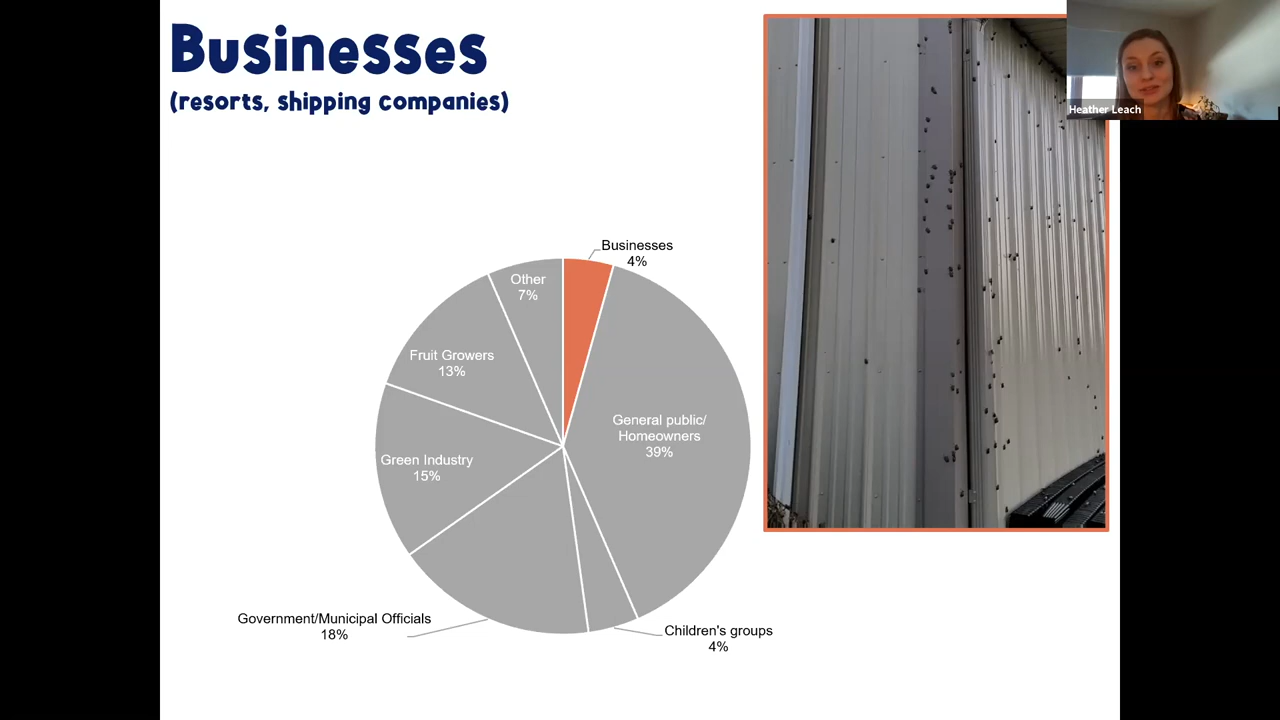 Businesses
(resorts, shipping companies)
Heather Leach
Businesses
4%
Other
7%
Fruit Growers
13%
General public/
Homeowners
39%
Green Industry
15%
Government/Municipal Officials
18%
Children's groups
4%